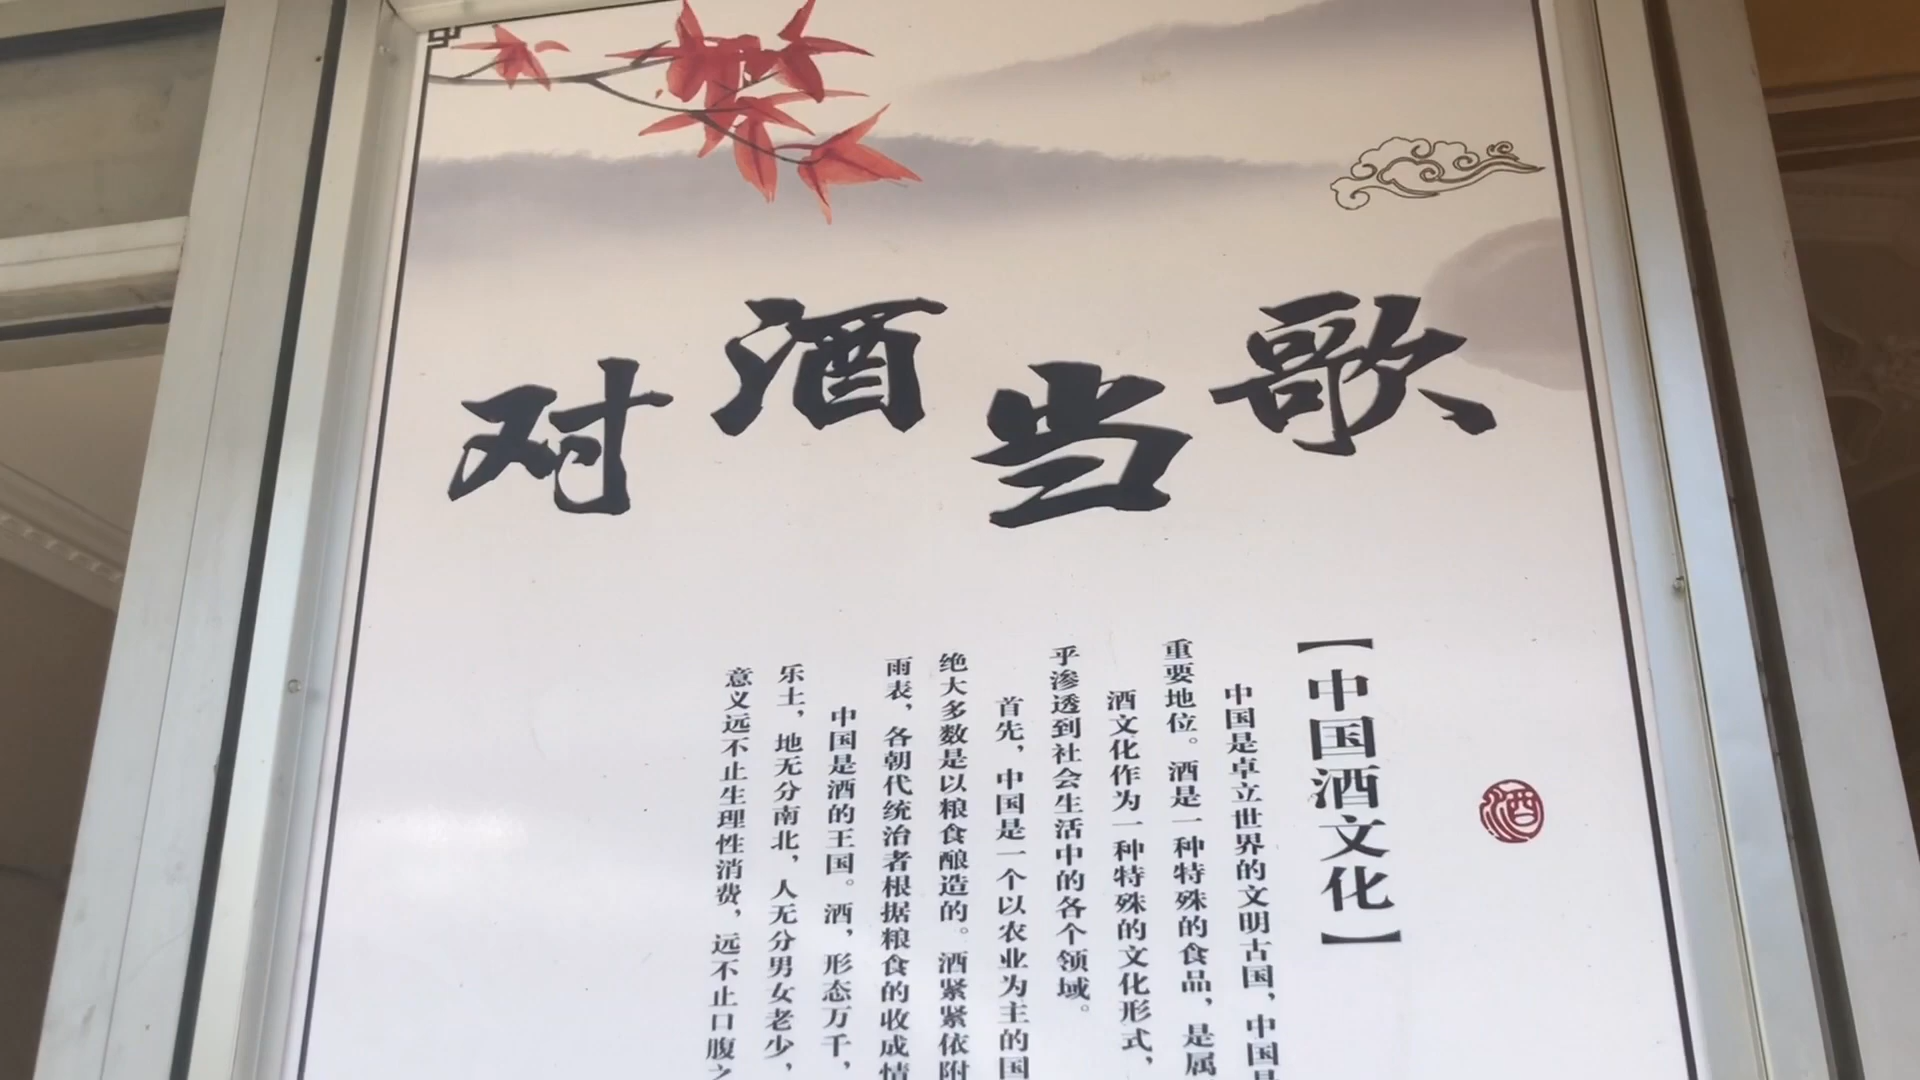 对酒当歌
【中国酒文化】
酒
中国是卓立世界的文明古国，中国
重要地位。酒是一种特殊的食品，是属
酒文化作为一种特殊的文化形式，
乎渗透到社会生活中的各个领域。
首先，中国是一个以农业为主的国
绝大多数是以粮食酿造的。酒紧紧依附
雨表，各朝代统治者根据粮食的收成情
中国是酒的王国。酒，形态万千，
乐土，地无分南北，人无分男女老少，
意义远不止生理性消费，远不止口腹之